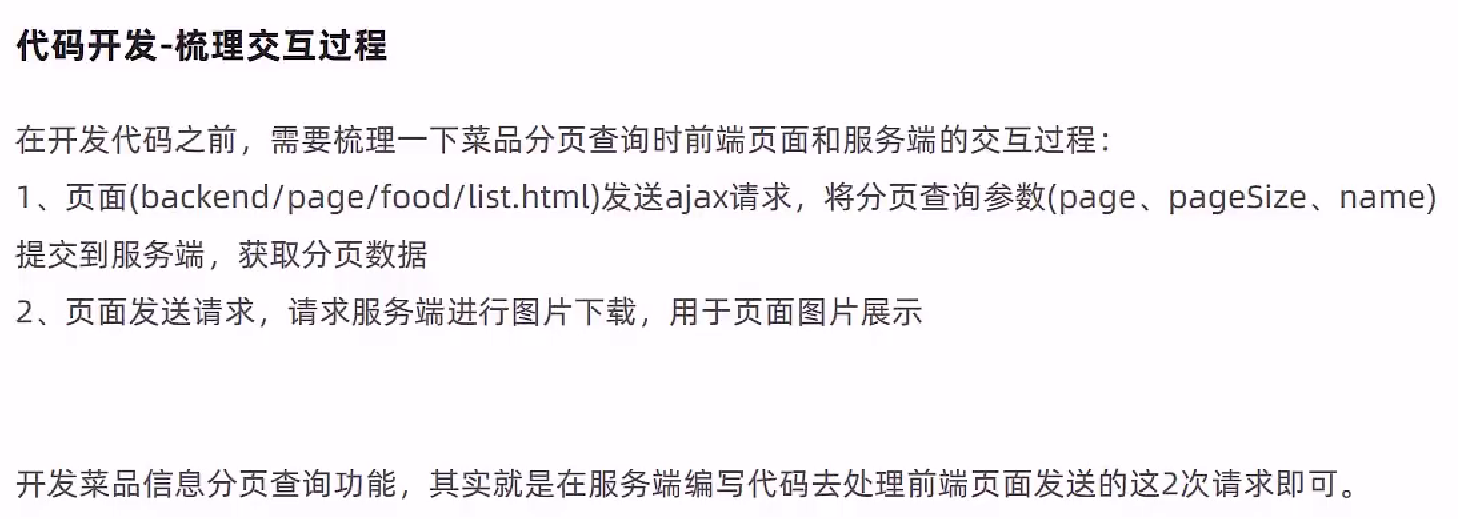 代码开发-梳理交互过程
在开发代码之前，需要梳理一下菜品分页查询时前端页面和服务端的交互过程：
1、页面(backend/page/food/list.html)发送ajax请求，将分页查询参数(page、pageSize、name)
提交到服务端，获取分页数据
2、页面发送请求，请求服务端进行图片下载，用于页面图片展示
开发菜品信息分页查询功能，其实就是在服务端编写代码去处理前端页面发送的这2次请求即可。